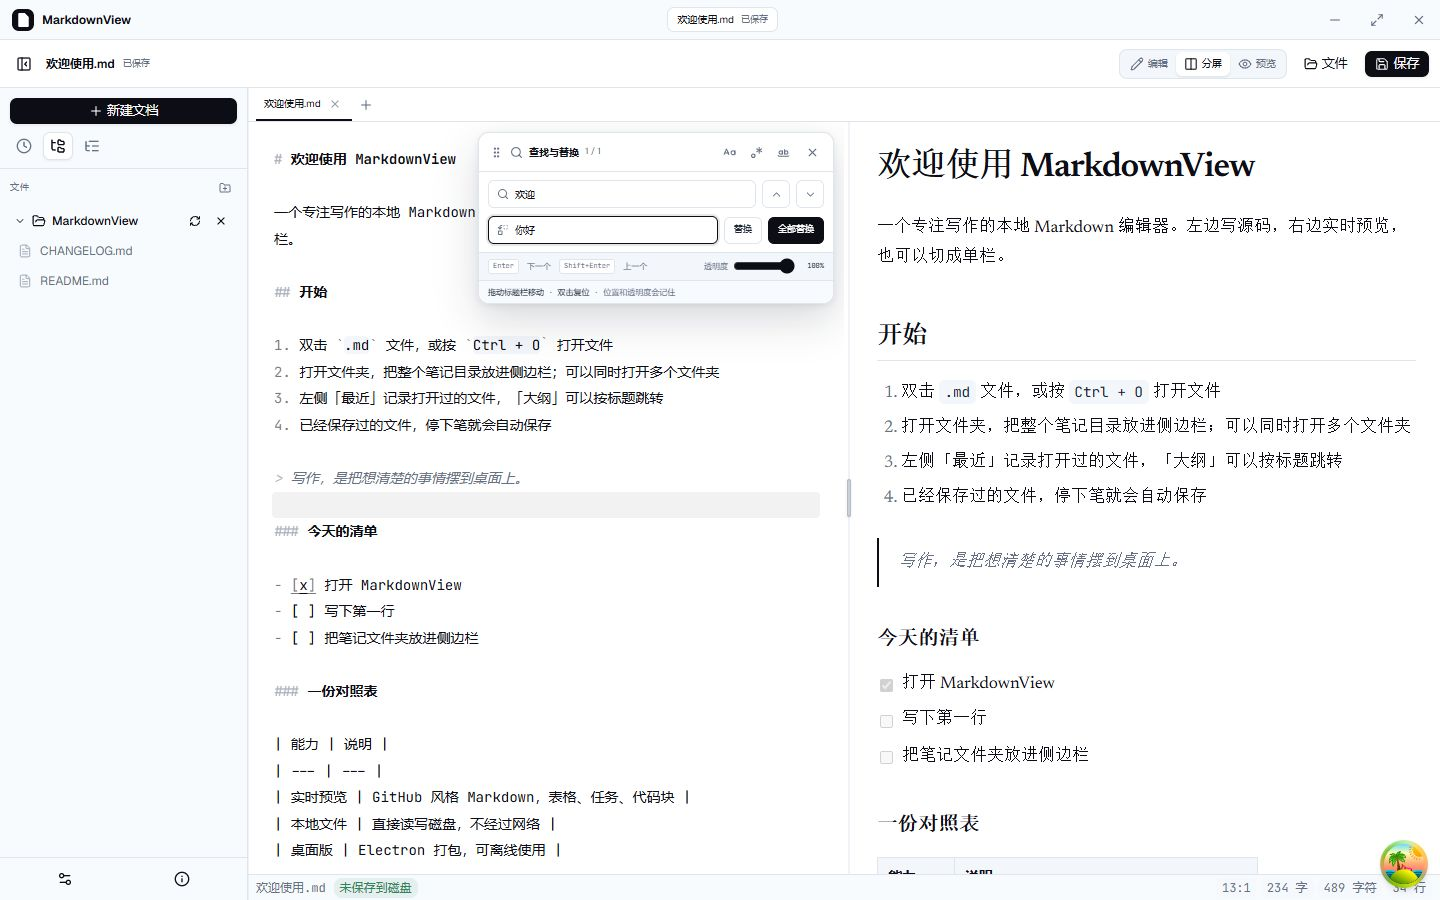 MarkdownView
欢迎使用.md 已保存
欢迎使用.md 已保存
编辑 分屏 预览 文件 保存
新建文档
文件
MarkdownView
CHANGELOG.md
README.md
欢迎使用.md
# 欢迎使用 MarkdownView
一个专注写作的本地 Markdown
栏。
## 开始
1. 双击 `.md` 文件，或按 `Ctrl + O` 打开文件
2. 打开文件夹，把整个笔记目录放进侧边栏；可以同时打开多个文件夹
3. 左侧「最近」记录打开过的文件，「大纲」可以按标题跳转
4. 已经保存过的文件，停下笔就会自动保存
> 写作，是把想清楚的事情摆到桌面上。
### 今天的清单
- [x] 打开 MarkdownView
- [ ] 写下第一行
- [ ] 把笔记文件夹放进侧边栏
### 一份对照表
| 能力 | 说明 |
| --- | --- |
| 实时预览 | GitHub 风格 Markdown，表格、任务、代码块 |
| 本地文件 | 直接读写磁盘，不经过网络 |
| 桌面版 | Electron 打包，可离线使用 |
查找与替换 1 / 1 Aa .* ab
欢迎
你好 替换 全部替换
Enter 下一个 Shift+Enter 上一个 透明度 100%
拖动标题栏移动 · 双击复位 · 位置和透明度会记住
欢迎使用 MarkdownView
一个专注写作的本地 Markdown 编辑器。左边写源码，右边实时预览，
也可以切成单栏。
开始
1. 双击 .md 文件，或按 Ctrl + O 打开文件
2. 打开文件夹，把整个笔记目录放进侧边栏；可以同时打开多个文件夹
3. 左侧「最近」记录打开过的文件，「大纲」可以按标题跳转
4. 已经保存过的文件，停下笔就会自动保存
写作，是把想清楚的事情摆到桌面上。
今天的清单
打开 MarkdownView
写下第一行
把笔记文件夹放进侧边栏
一份对照表
能力 说明
欢迎使用.md 未保存到磁盘
13:1 234 字 489 字符 34 行